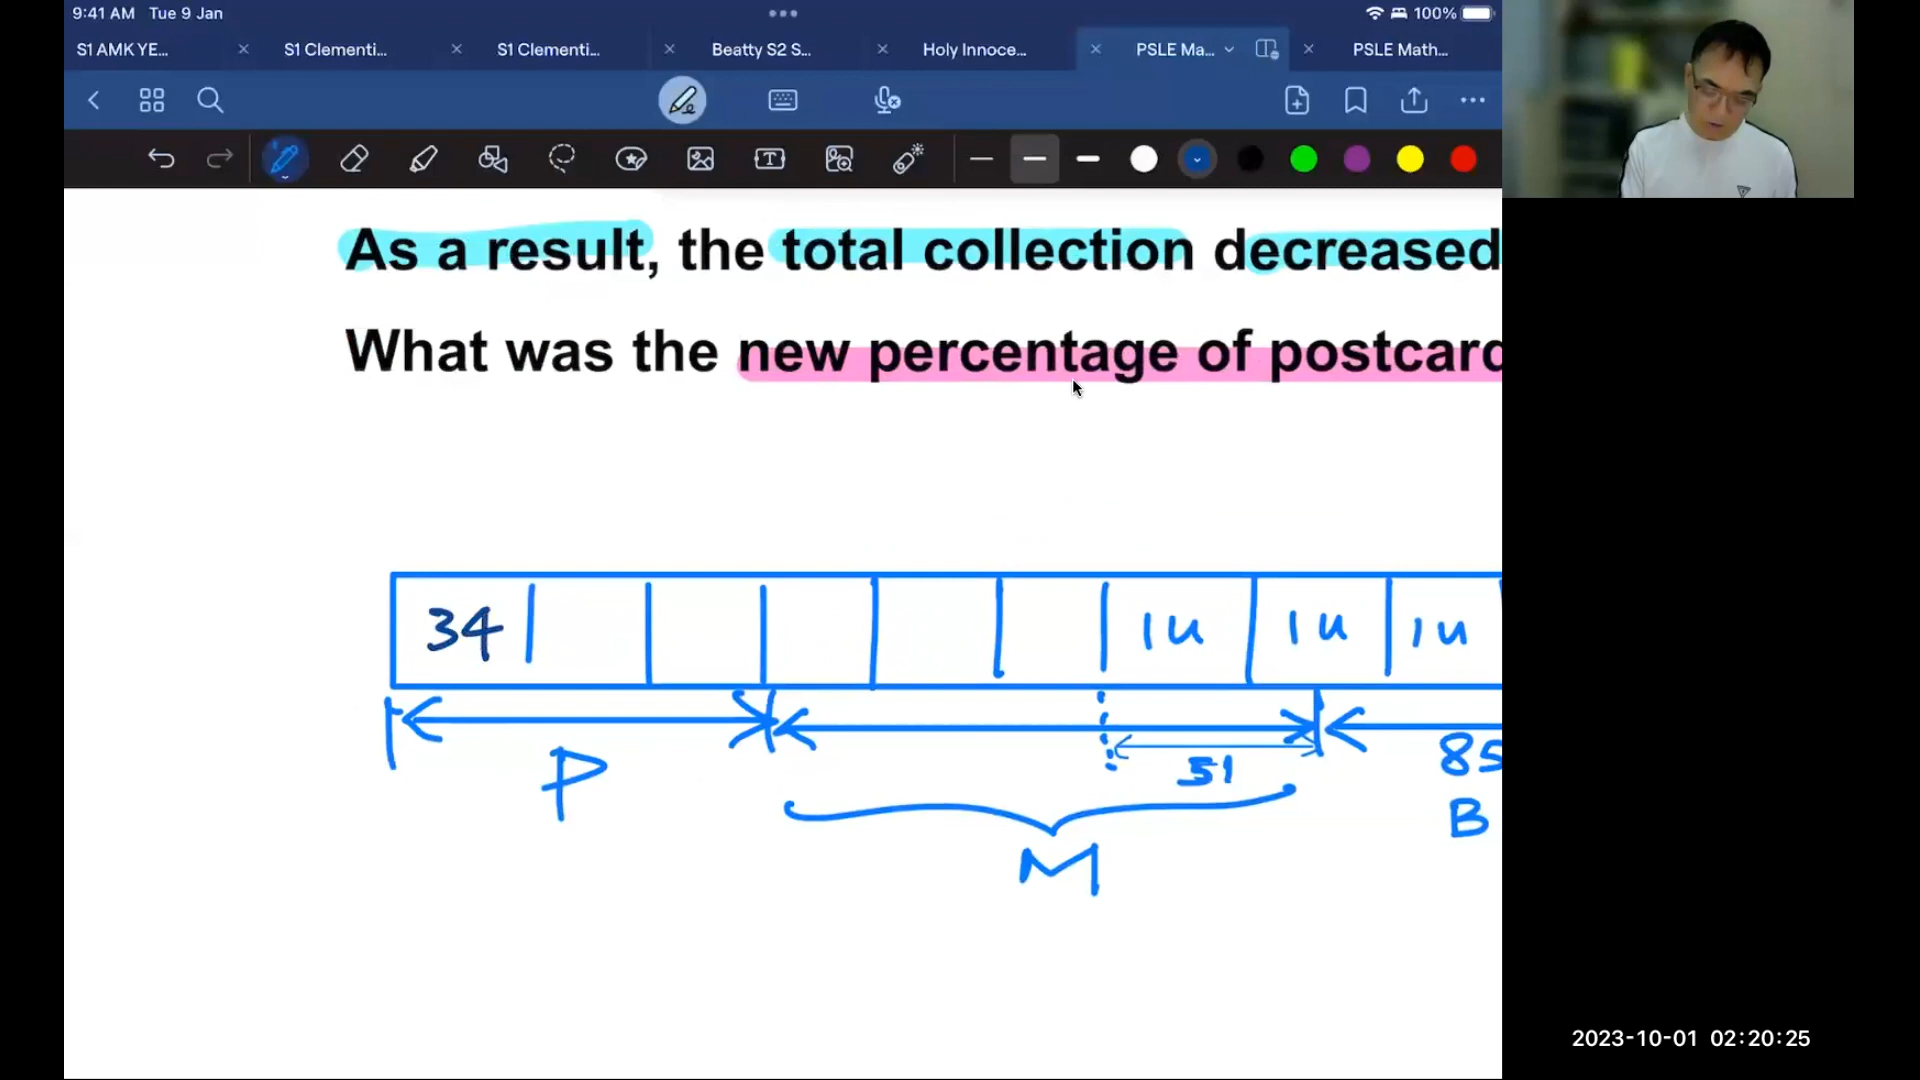 9:41 AM Tue 9 Jan
100%
S1 AMK YE...
S1 Clementi...
S1 Clementi...
Beatty S2 S...
Holy Innoce...
PSLE Ma...
PSLE Math...
As a result, the total collection decreased
What was the new percentage of postcard
34
1u
1u
1u
51
85
P
B
M
2023-10-01 02:20:25